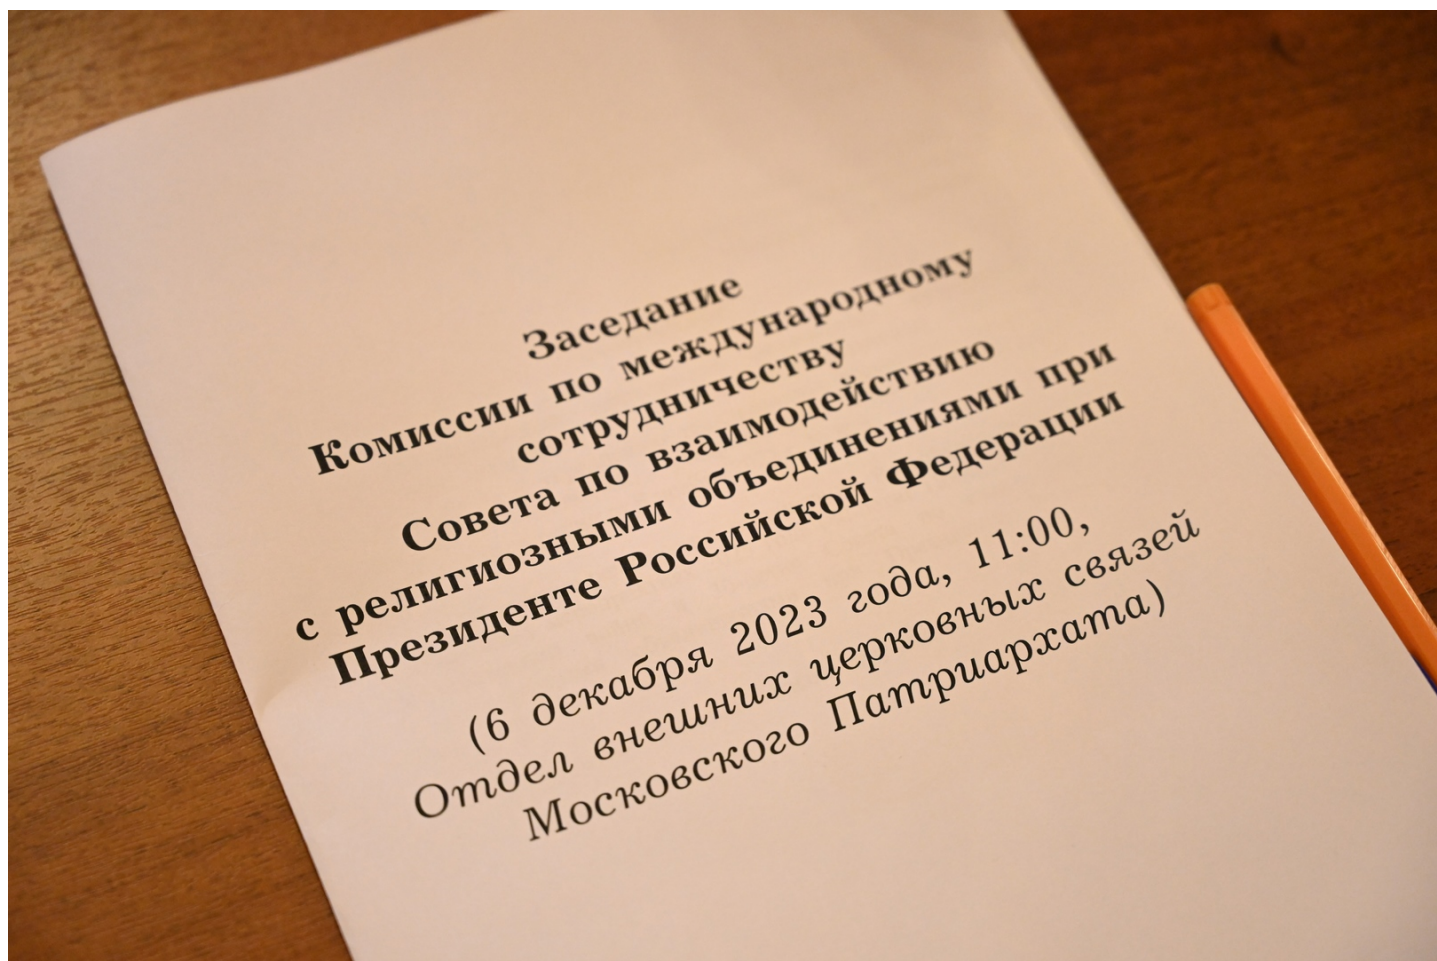 Заседание
Комиссии по международному
сотрудничеству
Совета по взаимодействию
с религиозными объединениями при
Президенте Российской Федерации
(6 декабря 2023 года, 11:00,
Отдел внешних церковных связей
Московского Патриархата)